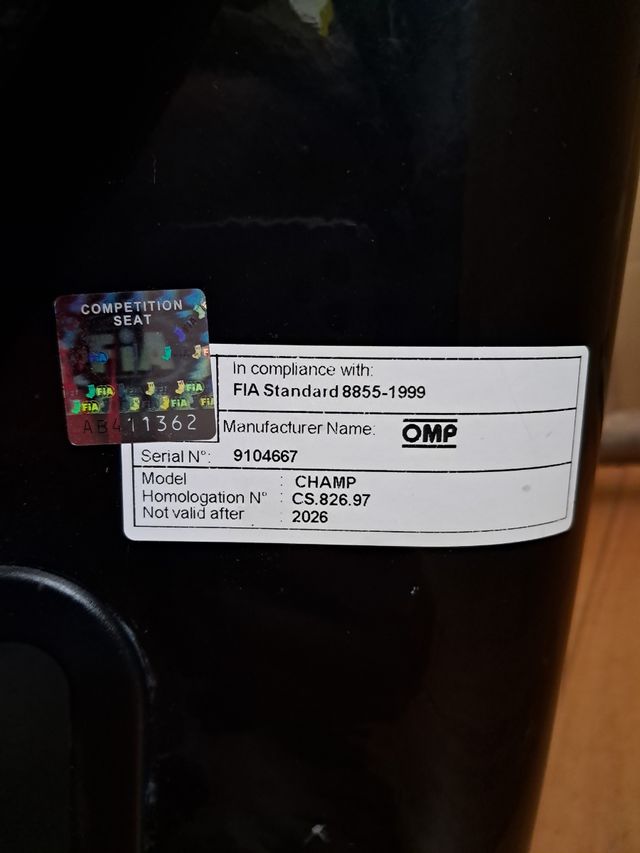 COMPETITION
SEAT
FiA
AB411362
In compliance with:
FIA Standard 8855-1999
Manufacturer Name: OMP
Serial N°: 9104667
Model : CHAMP
Homologation N° : CS.826.97
Not valid after : 2026